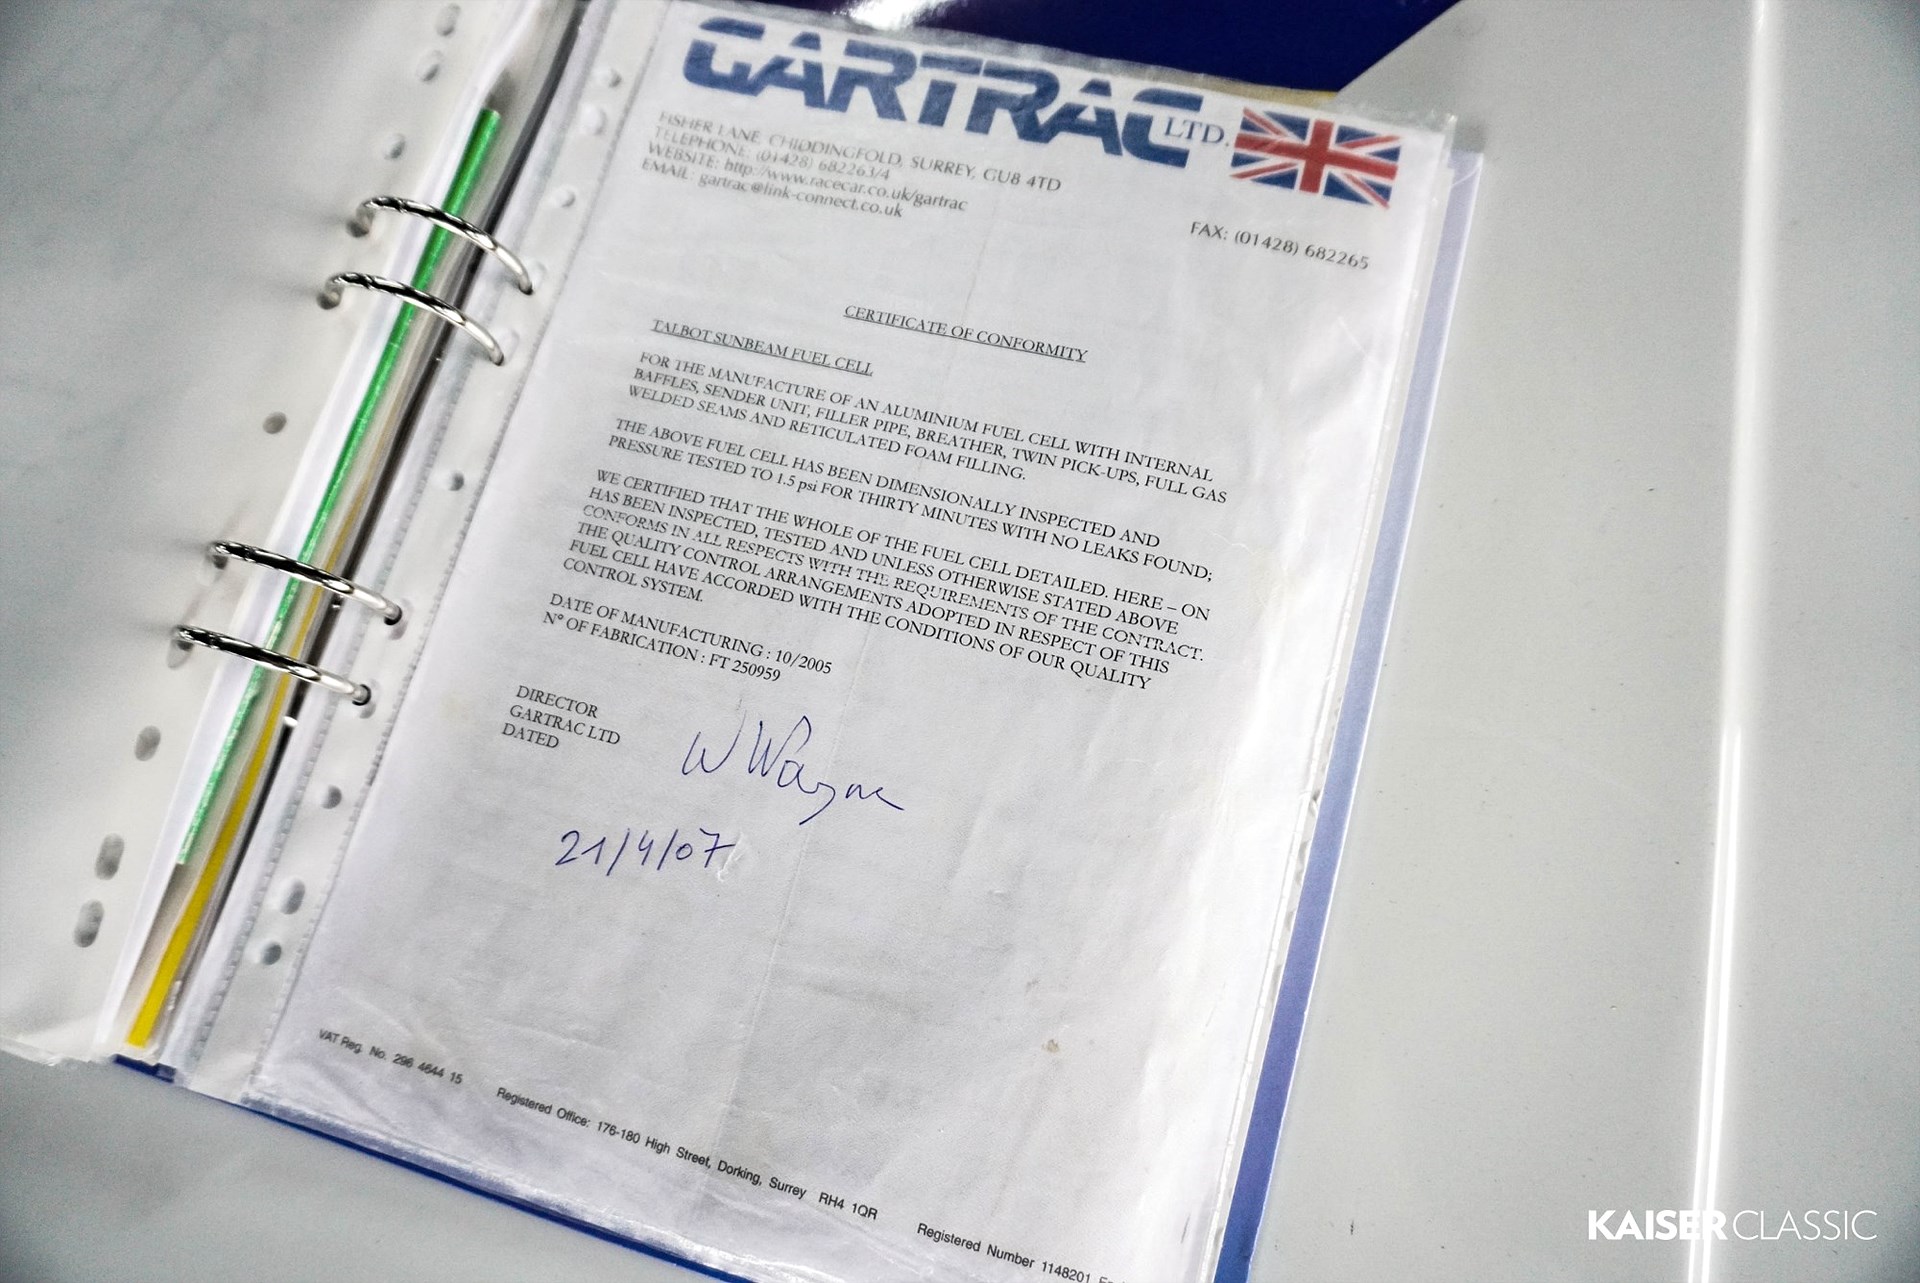 GARTRAC LTD.
FISHER LANE, CHIDDINGFOLD, SURREY, GU8 4TD
TELEPHONE: (01428) 682263/4
WEBSITE: http://www.racecar.co.uk/gartrac
EMAIL: gartrac@link-connect.co.uk
FAX: (01428) 682265
CERTIFICATE OF CONFORMITY
TALBOT SUNBEAM FUEL CELL
FOR THE MANUFACTURE OF AN ALUMINIUM FUEL CELL WITH INTERNAL
BAFFLES, SENDER UNIT, FILLER PIPE, BREATHER, TWIN PICK-UPS, FULL GAS
WELDED SEAMS AND RETICULATED FOAM FILLING.
THE ABOVE FUEL CELL HAS BEEN DIMENSIONALLY INSPECTED AND
PRESSURE TESTED TO 1.5 psi FOR THIRTY MINUTES WITH NO LEAKS FOUND;
WE CERTIFIED THAT THE WHOLE OF THE FUEL CELL DETAILED. HERE – ON
HAS BEEN INSPECTED, TESTED AND UNLESS OTHERWISE STATED ABOVE
CONFORMS IN ALL RESPECTS WITH THE REQUIREMENTS OF THE CONTRACT.
THE QUALITY CONTROL ARRANGEMENTS ADOPTED IN RESPECT OF THIS
FUEL CELL HAVE ACCORDED WITH THE CONDITIONS OF OUR QUALITY
CONTROL SYSTEM.
DATE OF MANUFACTURING : 10/2005
N° OF FABRICATION : FT 250959
DIRECTOR
GARTRAC LTD
DATED
W Wayne
21/4/07
VAT Reg. No. 296 4644 15 Registered Office: 176-180 High Street, Dorking, Surrey RH4 1QR Registered Number 1148201
KAISER CLASSIC